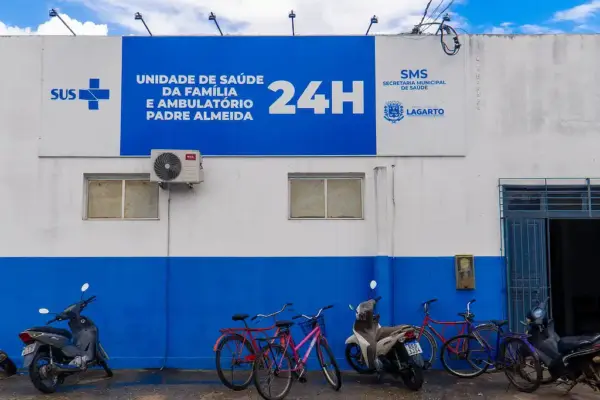 SUS
UNIDADE DE SAÚDE
DA FAMÍLIA
E AMBULATÓRIO
PADRE ALMEIDA
24H
SMS
SECRETARIA MUNICIPAL
DE SAÚDE
LAGARTO